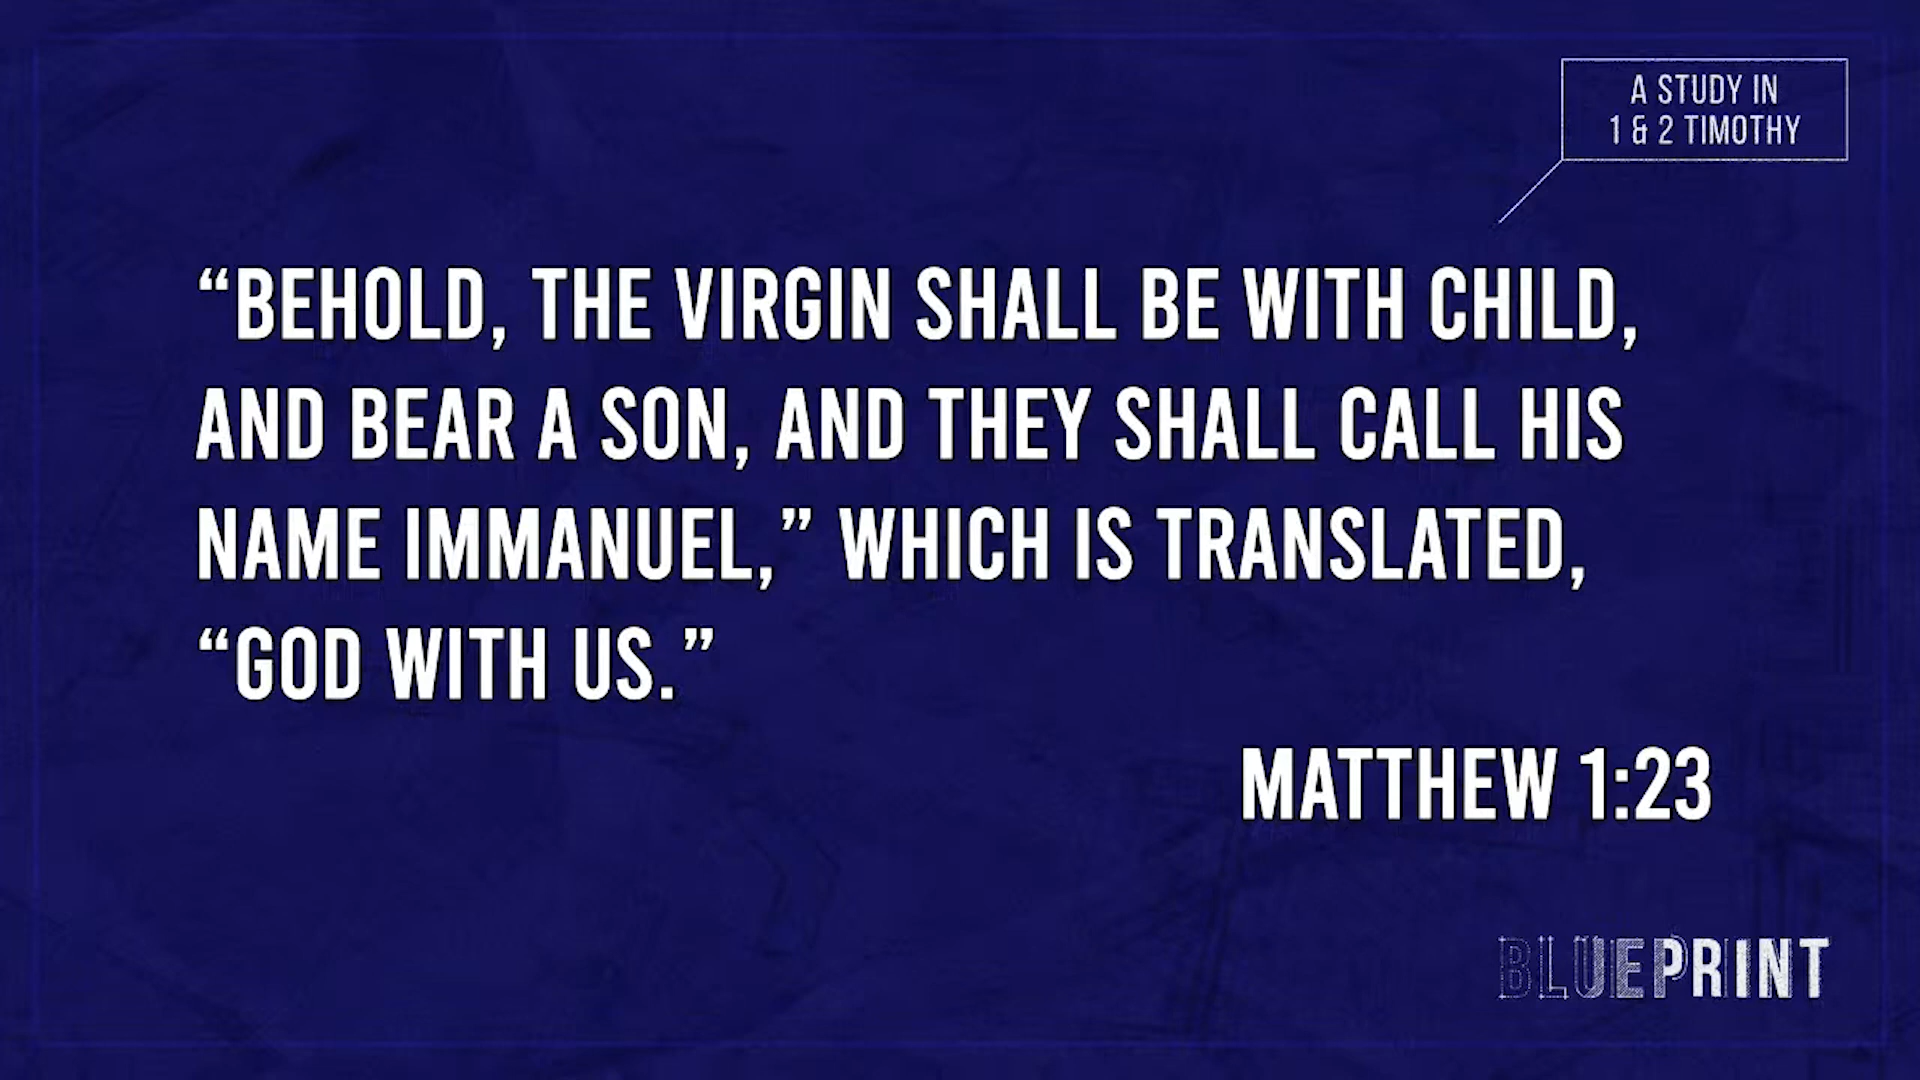 A STUDY IN
1 & 2 TIMOTHY
“BEHOLD, THE VIRGIN SHALL BE WITH CHILD,
AND BEAR A SON, AND THEY SHALL CALL HIS
NAME IMMANUEL,” WHICH IS TRANSLATED,
“GOD WITH US.”
MATTHEW 1:23
BLUEPRINT